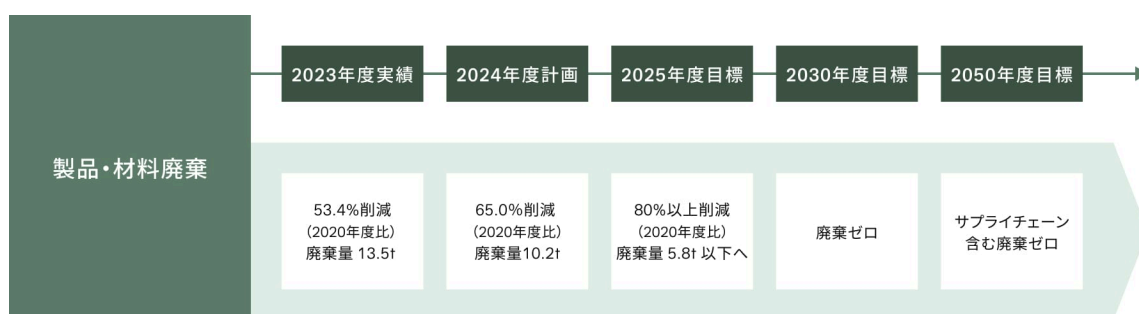 製品・材料廃棄
2023年度実績
2024年度計画
2025年度目標
2030年度目標
2050年度目標
53.4%削減
（2020年度比）
廃棄量 13.5t
65.0%削減
（2020年度比）
廃棄量10.2t
80%以上削減
（2020年度比）
廃棄量 5.8t 以下へ
廃棄ゼロ
サプライチェーン
含む廃棄ゼロ